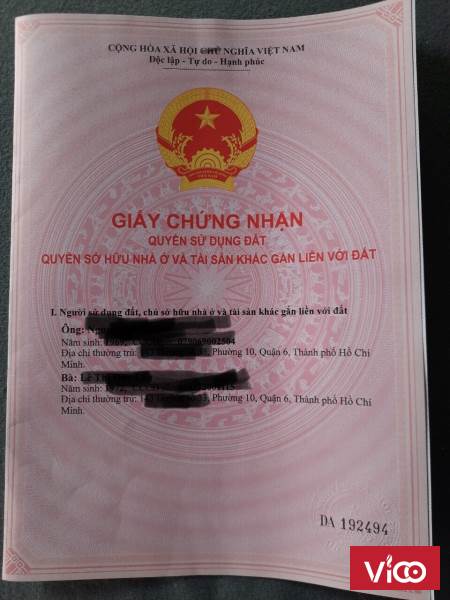 CỘNG HÒA XÃ HỘI CHỦ NGHĨA VIỆT NAM
Độc lập - Tự do - Hạnh phúc
GIẤY CHỨNG NHẬN
QUYỀN SỬ DỤNG ĐẤT
QUYỀN SỞ HỮU NHÀ Ở VÀ TÀI SẢN KHÁC GẮN LIỀN VỚI ĐẤT
I. Người sử dụng đất, chủ sở hữu nhà ở và tài sản khác gắn liền với đất
Ông:
Năm sinh:
Địa chỉ thường trú: Phường 10, Quận 6, Thành phố Hồ Chí
Minh.
Bà: Lê
Năm sinh:
Địa chỉ thường trú: Phường 10, Quận 6, Thành phố Hồ Chí
Minh.
DA 192494
Vico